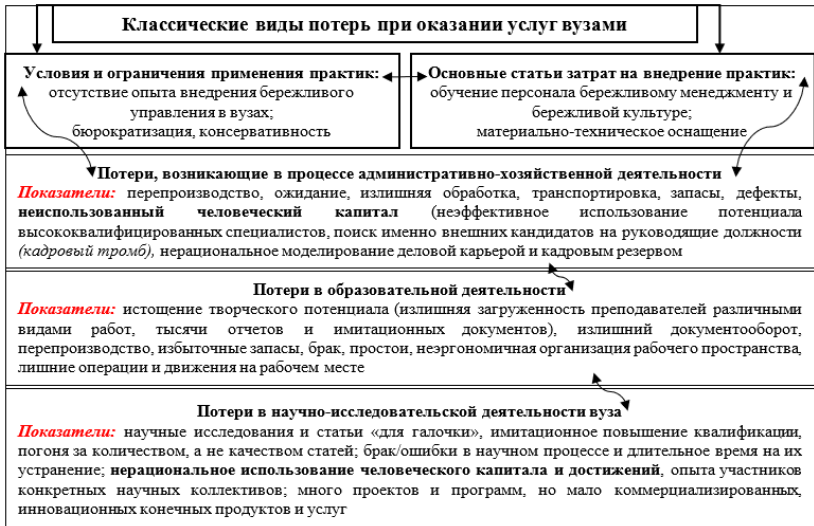 Классические виды потерь при оказании услуг вузами
Условия и ограничения применения практик:
отсутствие опыта внедрения бережливого
управления в вузах;
бюрократизация, консервативность
Основные статьи затрат на внедрение практик:
обучение персонала бережливому менеджменту и
бережливой культуре;
материально-техническое оснащение
Потери, возникающие в процессе административно-хозяйственной деятельности
Показатели: перепроизводство, ожидание, излишняя обработка, транспортировка, запасы, дефекты,
неиспользованный человеческий капитал (неэффективное использование потенциала
высококвалифицированных специалистов, поиск именно внешних кандидатов на руководящие должности
(кадровый тромб), нерациональное моделирование деловой карьерой и кадровым резервом
Потери в образовательной деятельности
Показатели: истощение творческого потенциала (излишняя загруженность преподавателей различными
видами работ, тысячи отчетов и имитационных документов), излишний документооборот,
перепроизводство, избыточные запасы, брак, простои, неэргономичная организация рабочего пространства,
лишние операции и движения на рабочем месте
Потери в научно-исследовательской деятельности вуза
Показатели: научные исследования и статьи «для галочки», имитационное повышение квалификации,
погоня за количеством, а не качеством статей; брак/ошибки в научном процессе и длительное время на их
устранение; нерациональное использование человеческого капитала и достижений, опыта участников
конкретных научных коллективов; много проектов и программ, но мало коммерциализированных,
инновационных конечных продуктов и услуг